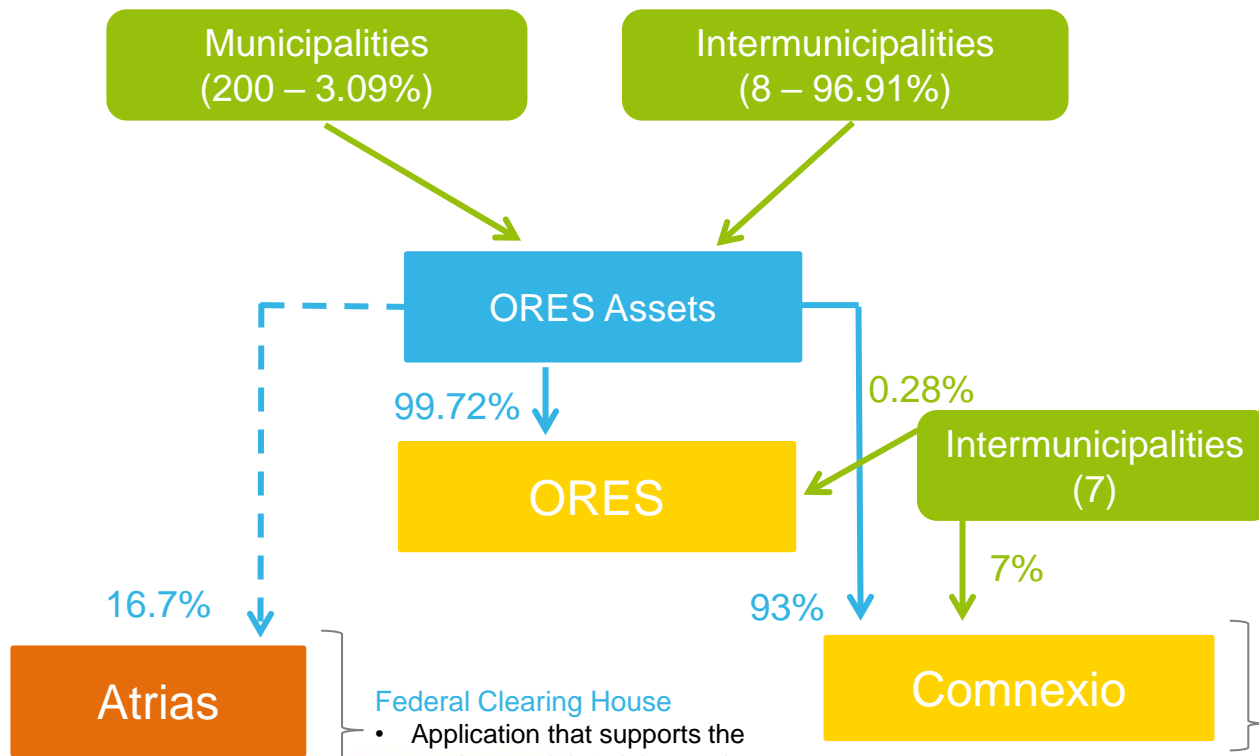 Municipalities
(200 – 3.09%)
Intermunicipalities
(8 – 96.91%)
ORES Assets
99.72%
0.28%
Intermunicipalities
(7)
ORES
7%
16.7%
93%
Atrias
Comnexio
Federal Clearing House
• Application that supports the